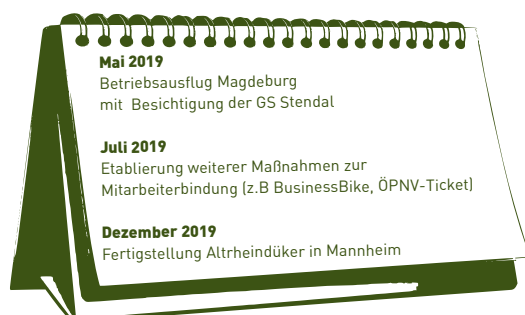 Mai 2019
Betriebsausflug Magdeburg
mit Besichtigung der GS Stendal
Juli 2019
Etablierung weiterer Maßnahmen zur
Mitarbeiterbindung (z.B BusinessBike, ÖPNV-Ticket)
Dezember 2019
Fertigstellung Altrheindüker in Mannheim